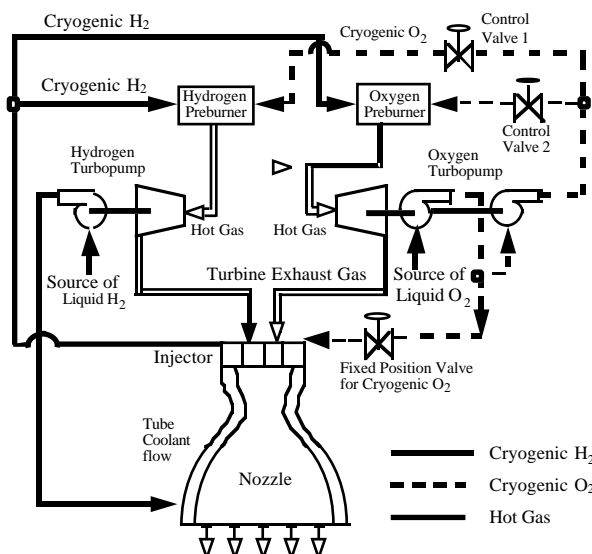 Cryogenic H2
Cryogenic O2
Control
Valve 1
Cryogenic H2
Hydrogen
Preburner
Oxygen
Preburner
Control
Valve 2
Hydrogen
Turbopump
Oxygen
Turbopump
Hot Gas
Hot Gas
Source of
Liquid H2
Turbine Exhaust Gas
Source of
Liquid O2
Injector
Fixed Position Valve
for Cryogenic O2
Tube
Coolant
flow
Nozzle
Cryogenic H2
Cryogenic O2
Hot Gas